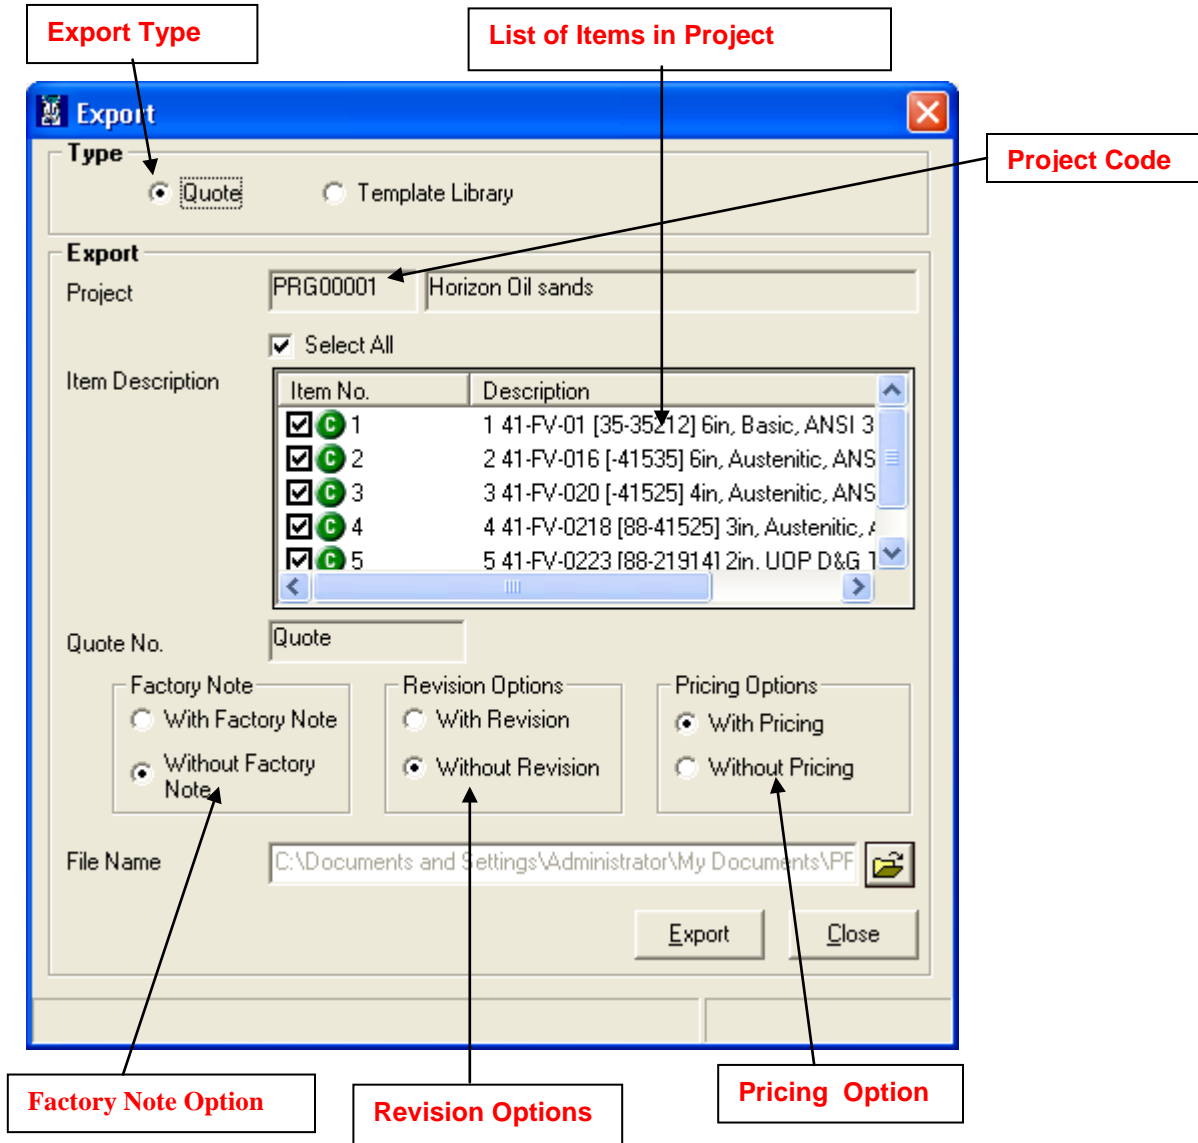 Export Type
List of Items in Project
Export
Project Code
Type
Quote
Template Library
Export
Project
PRG00001
Horizon Oil sands
Select All
Item Description
Item No.
Description
C 1
1 41-FV-01 [35-35212] 6in, Basic, ANSI 3
C 2
2 41-FV-016 [-41535] 6in, Austenitic, ANS
C 3
3 41-FV-020 [-41525] 4in, Austenitic, ANS
C 4
4 41-FV-0218 [88-41525] 3in, Austenitic,
C 5
5 41-FV-0223 [88-21914] 2in, UOP D&G
Quote No.
Quote
Factory Note
Revision Options
Pricing Options
With Factory Note
With Revision
With Pricing
Without Factory
Note
Without Revision
Without Pricing
File Name
C:\Documents and Settings\Administrator\My Documents\PF
Export
Close
Factory Note Option
Revision Options
Pricing Option